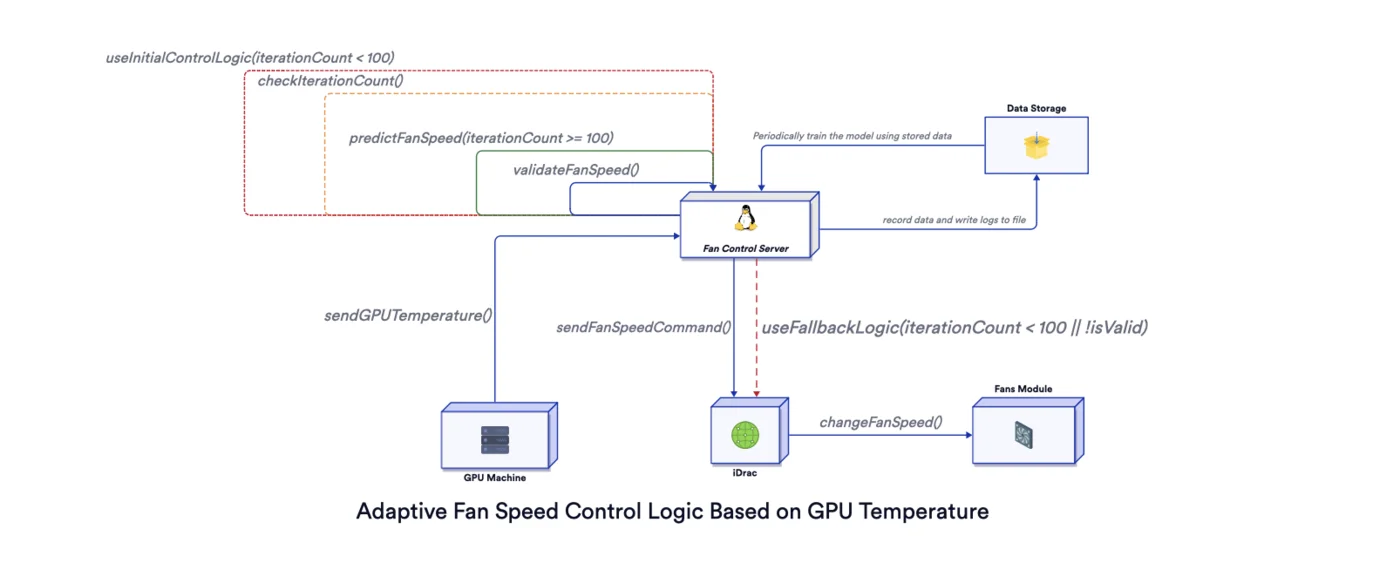 useInitialControlLogic(iterationCount < 100)
checkIterationCount()
Data Storage
predictFanSpeed(iterationCount >= 100)
Periodically train the model using stored data
validateFanSpeed()
record data and write logs to file
Fan Control Server
sendGPUTemperature()
sendFanSpeedCommand()
useFallbackLogic(iterationCount < 100 || !isValid)
Fans Module
changeFanSpeed()
iDrac
GPU Machine
Adaptive Fan Speed Control Logic Based on GPU Temperature